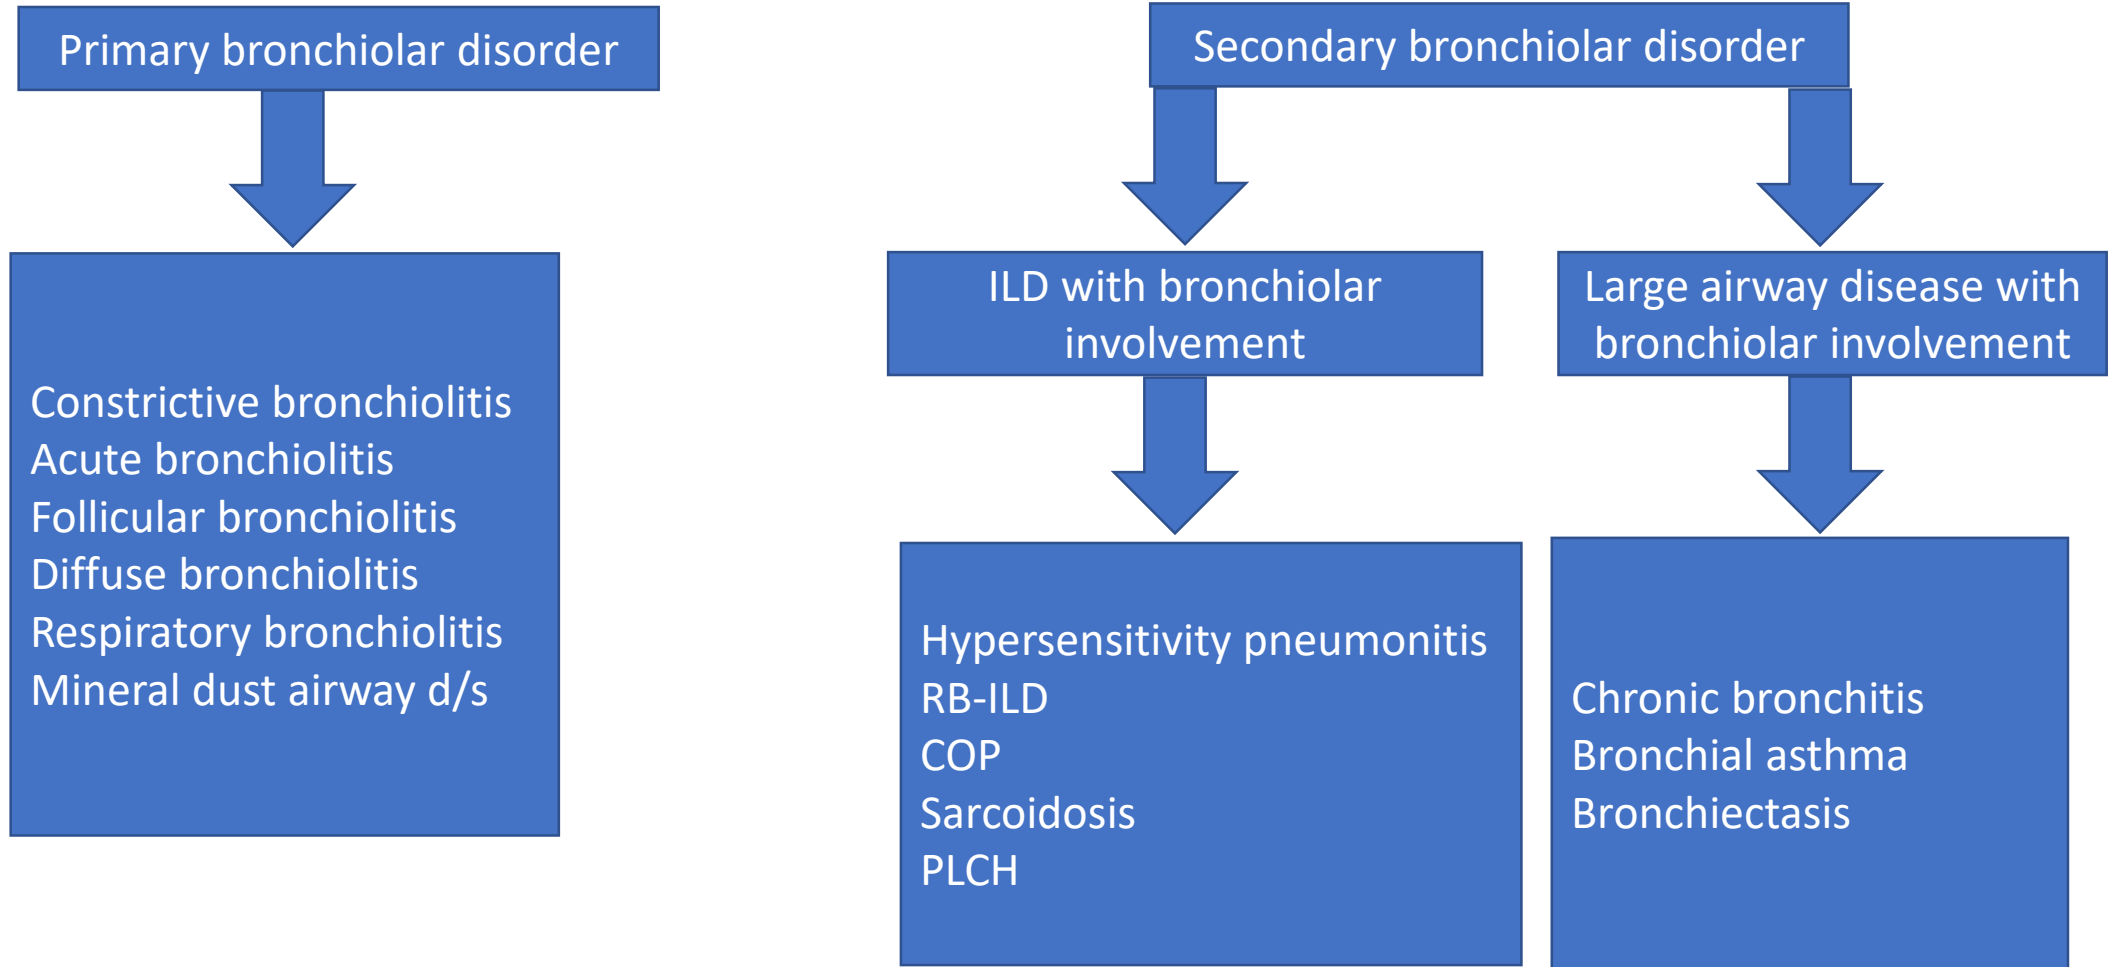 Primary bronchiolar disorder
Constrictive bronchiolitis
Acute bronchiolitis
Follicular bronchiolitis
Diffuse bronchiolitis
Respiratory bronchiolitis
Mineral dust airway d/s
Secondary bronchiolar disorder
ILD with bronchiolar
involvement
Hypersensitivity pneumonitis
RB-ILD
COP
Sarcoidosis
PLCH
Large airway disease with
bronchiolar involvement
Chronic bronchitis
Bronchial asthma
Bronchiectasis